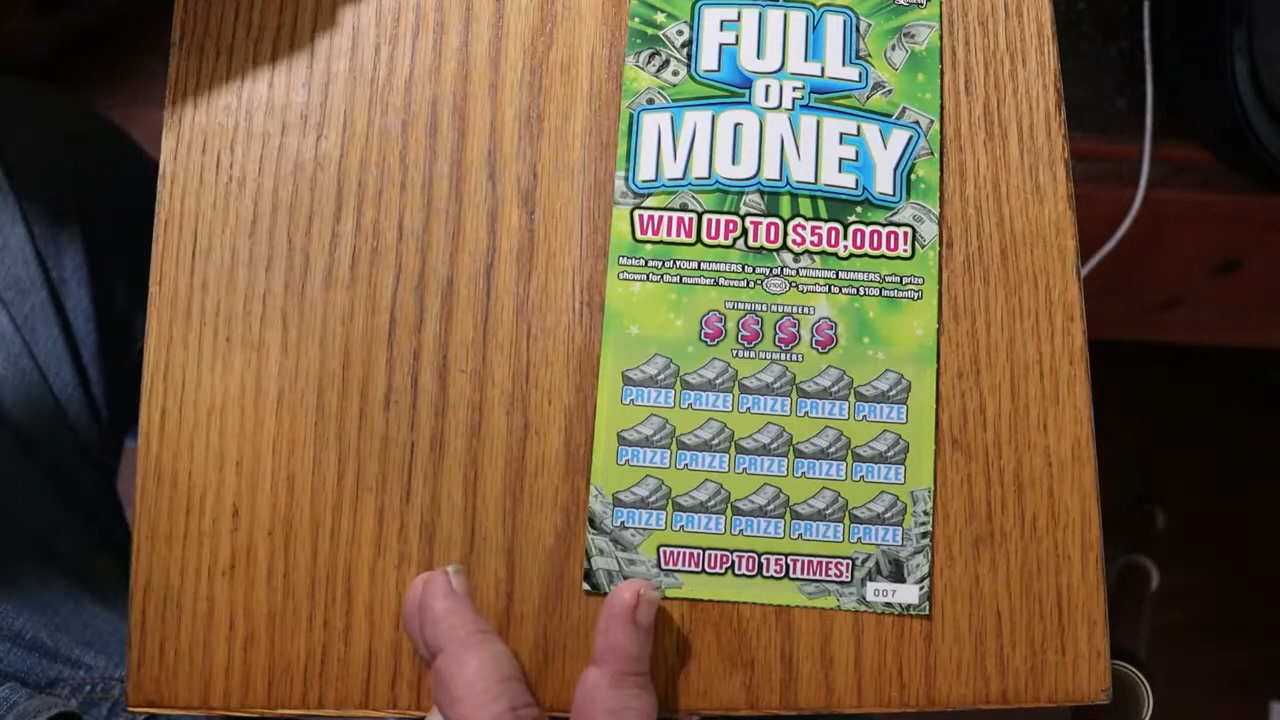 Lottery
FULL
OF
MONEY
WIN UP TO $50,000!
Match any of YOUR NUMBERS to any of the WINNING NUMBERS, win prize
shown for that number. Reveal a "$100" symbol to win $100 instantly!
WINNING NUMBERS
$ $ $ $
YOUR NUMBERS
PRIZE PRIZE PRIZE PRIZE PRIZE
PRIZE PRIZE PRIZE PRIZE PRIZE
PRIZE PRIZE PRIZE PRIZE PRIZE
WIN UP TO 15 TIMES!
007